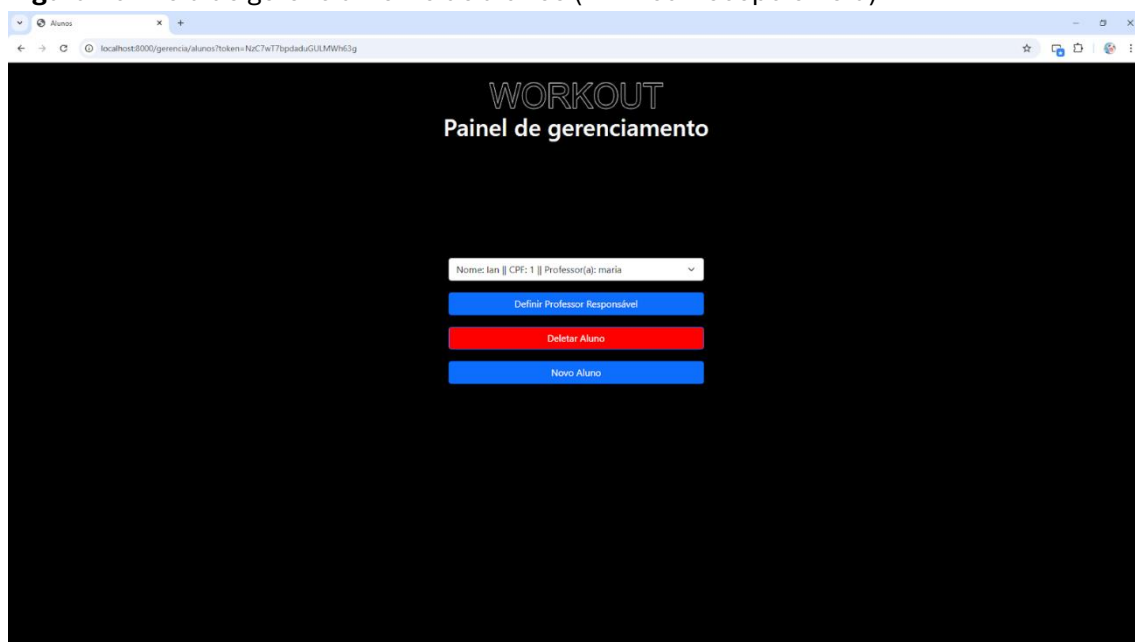 Alunos
localhost:8000/gerencia/alunos?token=NzC7wT7bpdaduGULMWh63g
WORKOUT
Painel de gerenciamento
Nome: Ian || CPF: 1 || Professor(a): maria
Definir Professor Responsável
Deletar Aluno
Novo Aluno